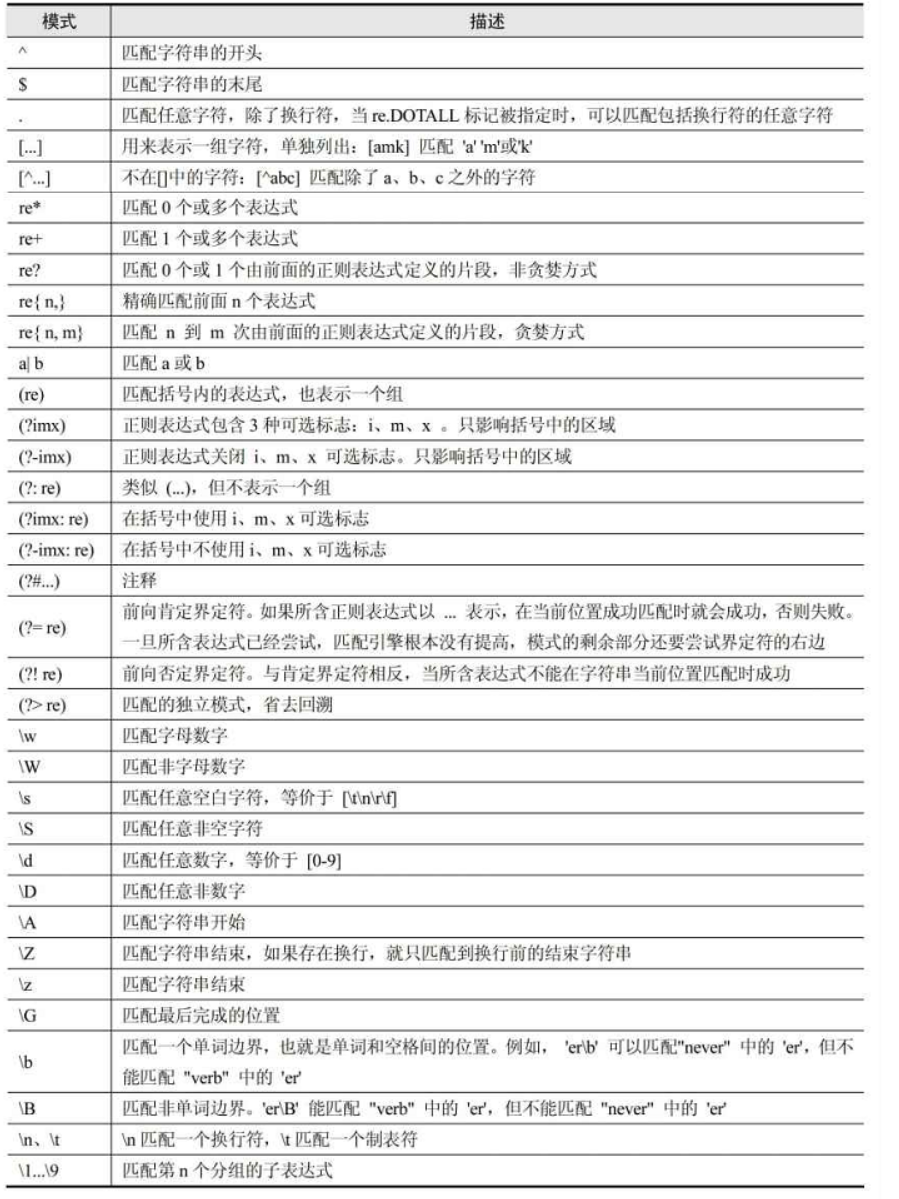 模式 描述
^ 匹配字符串的开头
$ 匹配字符串的末尾
. 匹配任意字符，除了换行符，当 re.DOTALL 标记被指定时，可以匹配包括换行符的任意字符
[...] 用来表示一组字符，单独列出：[amk] 匹配 'a' 'm'或'k'
[^...] 不在[]中的字符：[^abc] 匹配除了 a、b、c 之外的字符
re* 匹配 0 个或多个表达式
re+ 匹配 1 个或多个表达式
re? 匹配 0 个或 1 个由前面的正则表达式定义的片段，非贪婪方式
re{ n,} 精确匹配前面 n 个表达式
re{ n, m} 匹配 n 到 m 次由前面的正则表达式定义的片段，贪婪方式
a| b 匹配 a 或 b
(re) 匹配括号内的表达式，也表示一个组
(?imx) 正则表达式包含 3 种可选标志：i、m、x 。只影响括号中的区域
(?-imx) 正则表达式关闭 i、m、x 可选标志。只影响括号中的区域
(?: re) 类似 (...)，但不表示一个组
(?imx: re) 在括号中使用 i、m、x 可选标志
(?-imx: re) 在括号中不使用 i、m、x 可选标志
(?#...) 注释
(?= re) 前向肯定界定符。如果所含正则表达式以 ... 表示，在当前位置成功匹配时就会成功，否则失败。
一旦所含表达式已经尝试，匹配引擎根本没有提高，模式的剩余部分还要尝试界定符的右边
(?! re) 前向否定界定符。与肯定界定符相反，当所含表达式不能在字符串当前位置匹配时成功
(?> re) 匹配的独立模式，省去回溯
\w 匹配字母数字
\W 匹配非字母数字
\s 匹配任意空白字符，等价于 [\t\n\r\f]
\S 匹配任意非空字符
\d 匹配任意数字，等价于 [0-9]
\D 匹配任意非数字
\A 匹配字符串开始
\Z 匹配字符串结束，如果存在换行，就只匹配到换行前的结束字符串
\z 匹配字符串结束
\G 匹配最后完成的位置
\b 匹配一个单词边界，也就是单词和空格间的位置。例如， 'er\b' 可以匹配"never" 中的 'er'，但不
能匹配 "verb" 中的 'er'
\B 匹配非单词边界。'er\B' 能匹配 "verb" 中的 'er'，但不能匹配 "never" 中的 'er'
\n、\t \n 匹配一个换行符，\t 匹配一个制表符
\1...\9 匹配第 n 个分组的子表达式